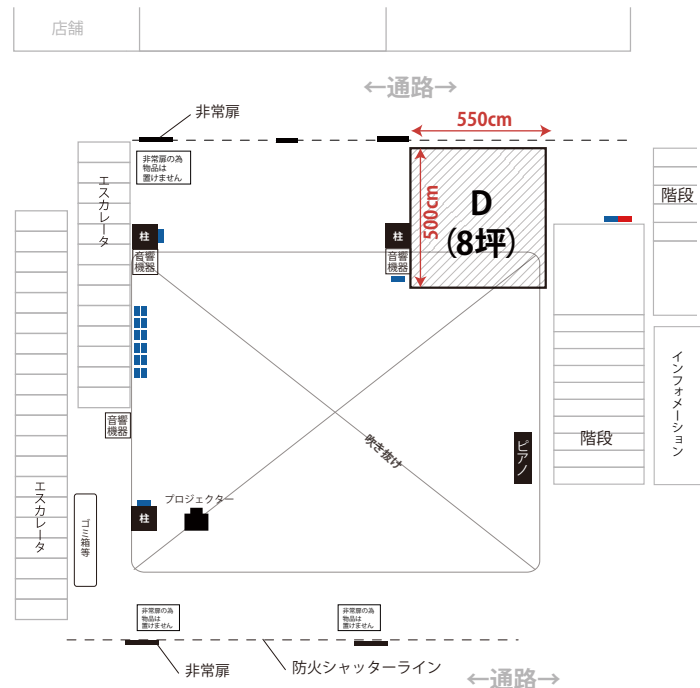 店舗
←通路→
非常扉
550cm
非常扉の為
物品は
置けません
エスカレータ
500cm
D
(8坪)
階段
柱
柱
音響
機器
音響
機器
インフォメーション
音響
機器
吹き抜け
階段
ピアノ
エスカレータ
プロジェクター
柱
ゴミ箱等
非常扉の為
物品は
置けません
非常扉の為
物品は
置けません
非常扉
防火シャッターライン
←通路→